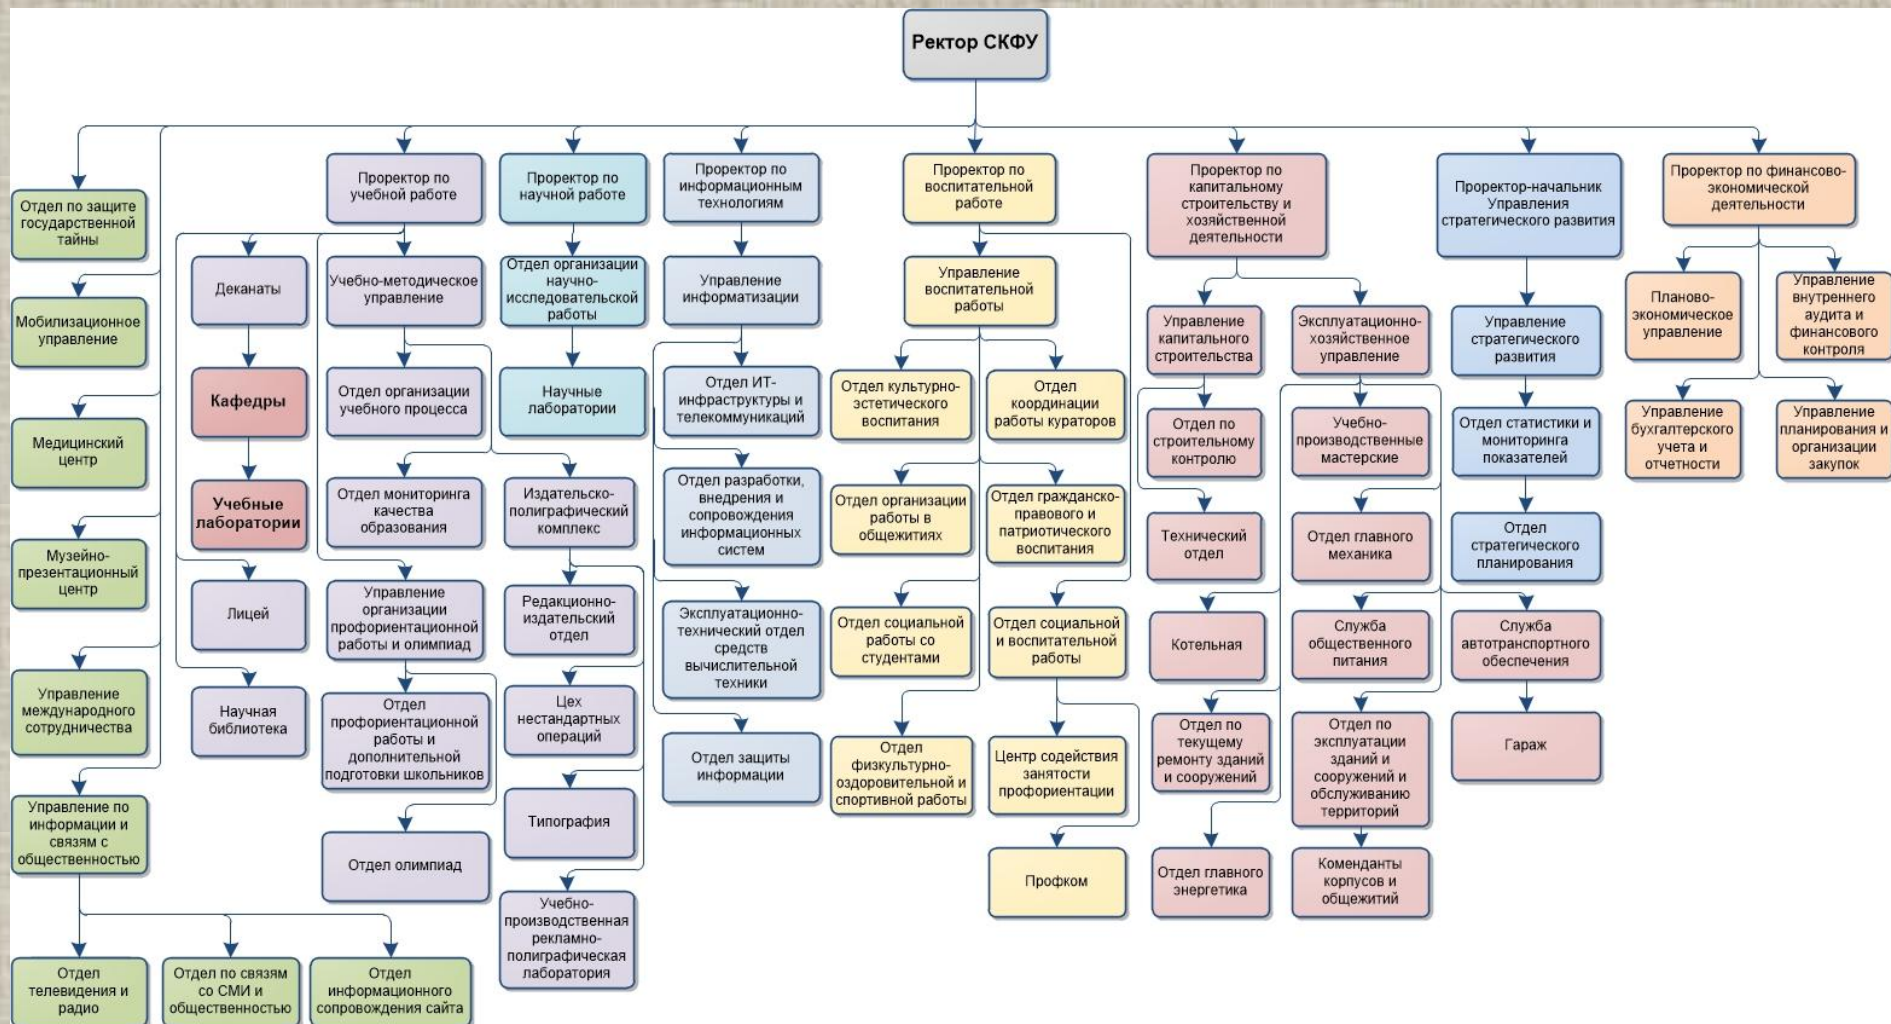 Ректор СКФУ
Отдел по защите
государственной
тайны
Мобилизационное
управление
Медицинский
центр
Музейно-
презентационный
центр
Управление
международного
сотрудничества
Управление по
информации и
связям с
общественностью
Отдел
телевидения и
радио
Отдел по связям
со СМИ и
общественностью
Отдел
информационного
сопровождения сайта
Проректор по
учебной работе
Деканаты
Кафедры
Учебные
лаборатории
Лицей
Научная
библиотека
Учебно-методическое
управление
Отдел организации
учебного процесса
Отдел мониторинга
качества
образования
Издательско-
полиграфический
комплекс
Редакционно-
издательский
отдел
Цех
нестандартных
операций
Типография
Учебно-
производственная
рекламно-
полиграфическая
лаборатория
Управление
организации
профориентационной
работы и олимпиад
Отдел
профориентационной
работы и
дополнительной
подготовки школьников
Отдел олимпиад
Проректор по
научной работе
Отдел организации
научно-
исследовательской
работы
Научные
лаборатории
Проректор по
информационным
технологиям
Управление
информатизации
Отдел ИТ-
инфраструктуры и
телекоммуникаций
Отдел разработки,
внедрения и
сопровождения
информационных
систем
Эксплуатационно-
технический отдел
средств
вычислительной
техники
Отдел защиты
информации
Проректор по
воспитательной
работе
Управление
воспитательной
работы
Отдел культурно-
эстетического
воспитания
Отдел
координации
работы кураторов
Отдел организации
работы в
общежитиях
Отдел гражданско-
правового и
патриотического
воспитания
Отдел социальной
работы со
студентами
Отдел социальной
и воспитательной
работы
Отдел
физкультурно-
оздоровительной и
спортивной работы
Центр содействия
занятости
профориентации
Профком
Проректор по
капитальному
строительству и
хозяйственной
деятельности
Управление
капитального
строительства
Отдел по
строительному
контролю
Технический
отдел
Эксплуатационно-
хозяйственное
управление
Учебно-
производственные
мастерские
Отдел главного
механика
Котельная
Служба
общественного
питания
Служба
автотранспортного
обеспечения
Гараж
Отдел по
текущему
ремонту зданий
и сооружений
Отдел по
эксплуатации
зданий и
сооружений и
обслуживанию
территорий
Отдел главного
энергетика
Коменданты
корпусов и
общежитий
Проректор-начальник
Управления
стратегического развития
Управление
стратегического
развития
Отдел статистики и
мониторинга
показателей
Отдел
стратегического
планирования
Проректор по финансово-
экономической
деятельности
Планово-
экономическое
управление
Управление
внутреннего
аудита и
финансового
контроля
Управление
бухгалтерского
учета и
отчетности
Управление
планирования и
организации
закупок